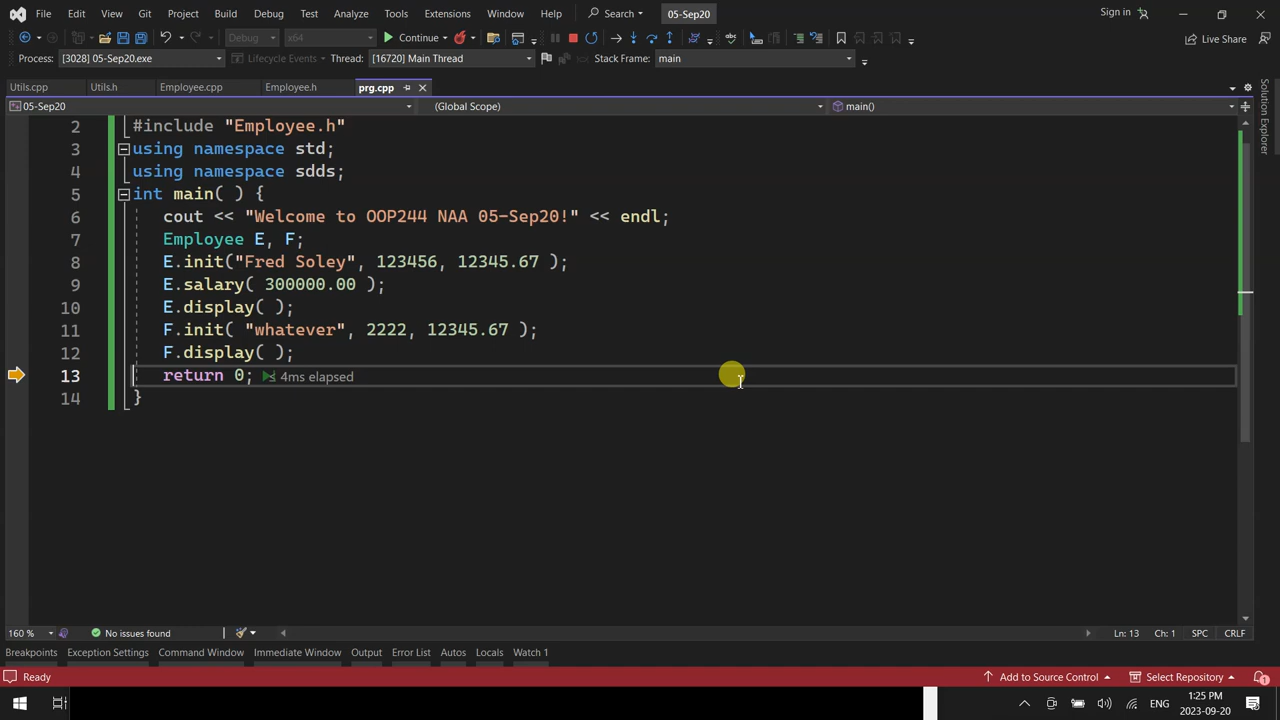 File Edit View Git Project Build Debug Test Analyze Tools Extensions Window Help Search 05-Sep20 Sign in
Debug x64 Continue Live Share
Process: [3028] 05-Sep20.exe Lifecycle Events Thread: [16720] Main Thread Stack Frame: main
Utils.cpp Utils.h Employee.cpp Employee.h prg.cpp
05-Sep20 (Global Scope) main()
2 #include "Employee.h"
3 using namespace std;
4 using namespace sdds;
5 int main( ) {
6 cout << "Welcome to OOP244 NAA 05-Sep20!" << endl;
7 Employee E, F;
8 E.init("Fred Soley", 123456, 12345.67 );
9 E.salary( 300000.00 );
10 E.display( );
11 F.init( "whatever", 2222, 12345.67 );
12 F.display( );
13 return 0; ≤ 4ms elapsed
14 }
Solution Explorer
160 % No issues found Ln: 13 Ch: 1 SPC CRLF
Breakpoints Exception Settings Command Window Immediate Window Output Error List Autos Locals Watch 1
Ready Add to Source Control Select Repository 1
ENG 1:25 PM
2023-09-20